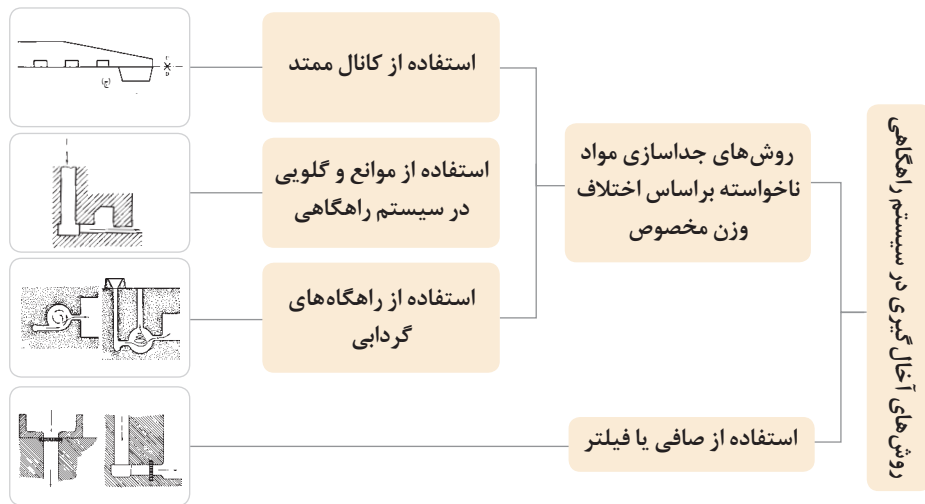 روش‌های آخال گیری در سیستم راهگاهی
روش‌های جداسازی مواد
ناخواسته براساس اختلاف
وزن مخصوص
استفاده از کانال ممتد
(ج)
استفاده از موانع و گلویی
در سیستم راهگاهی
استفاده از راهگاه‌های
گردابی
استفاده از صافی یا فیلتر